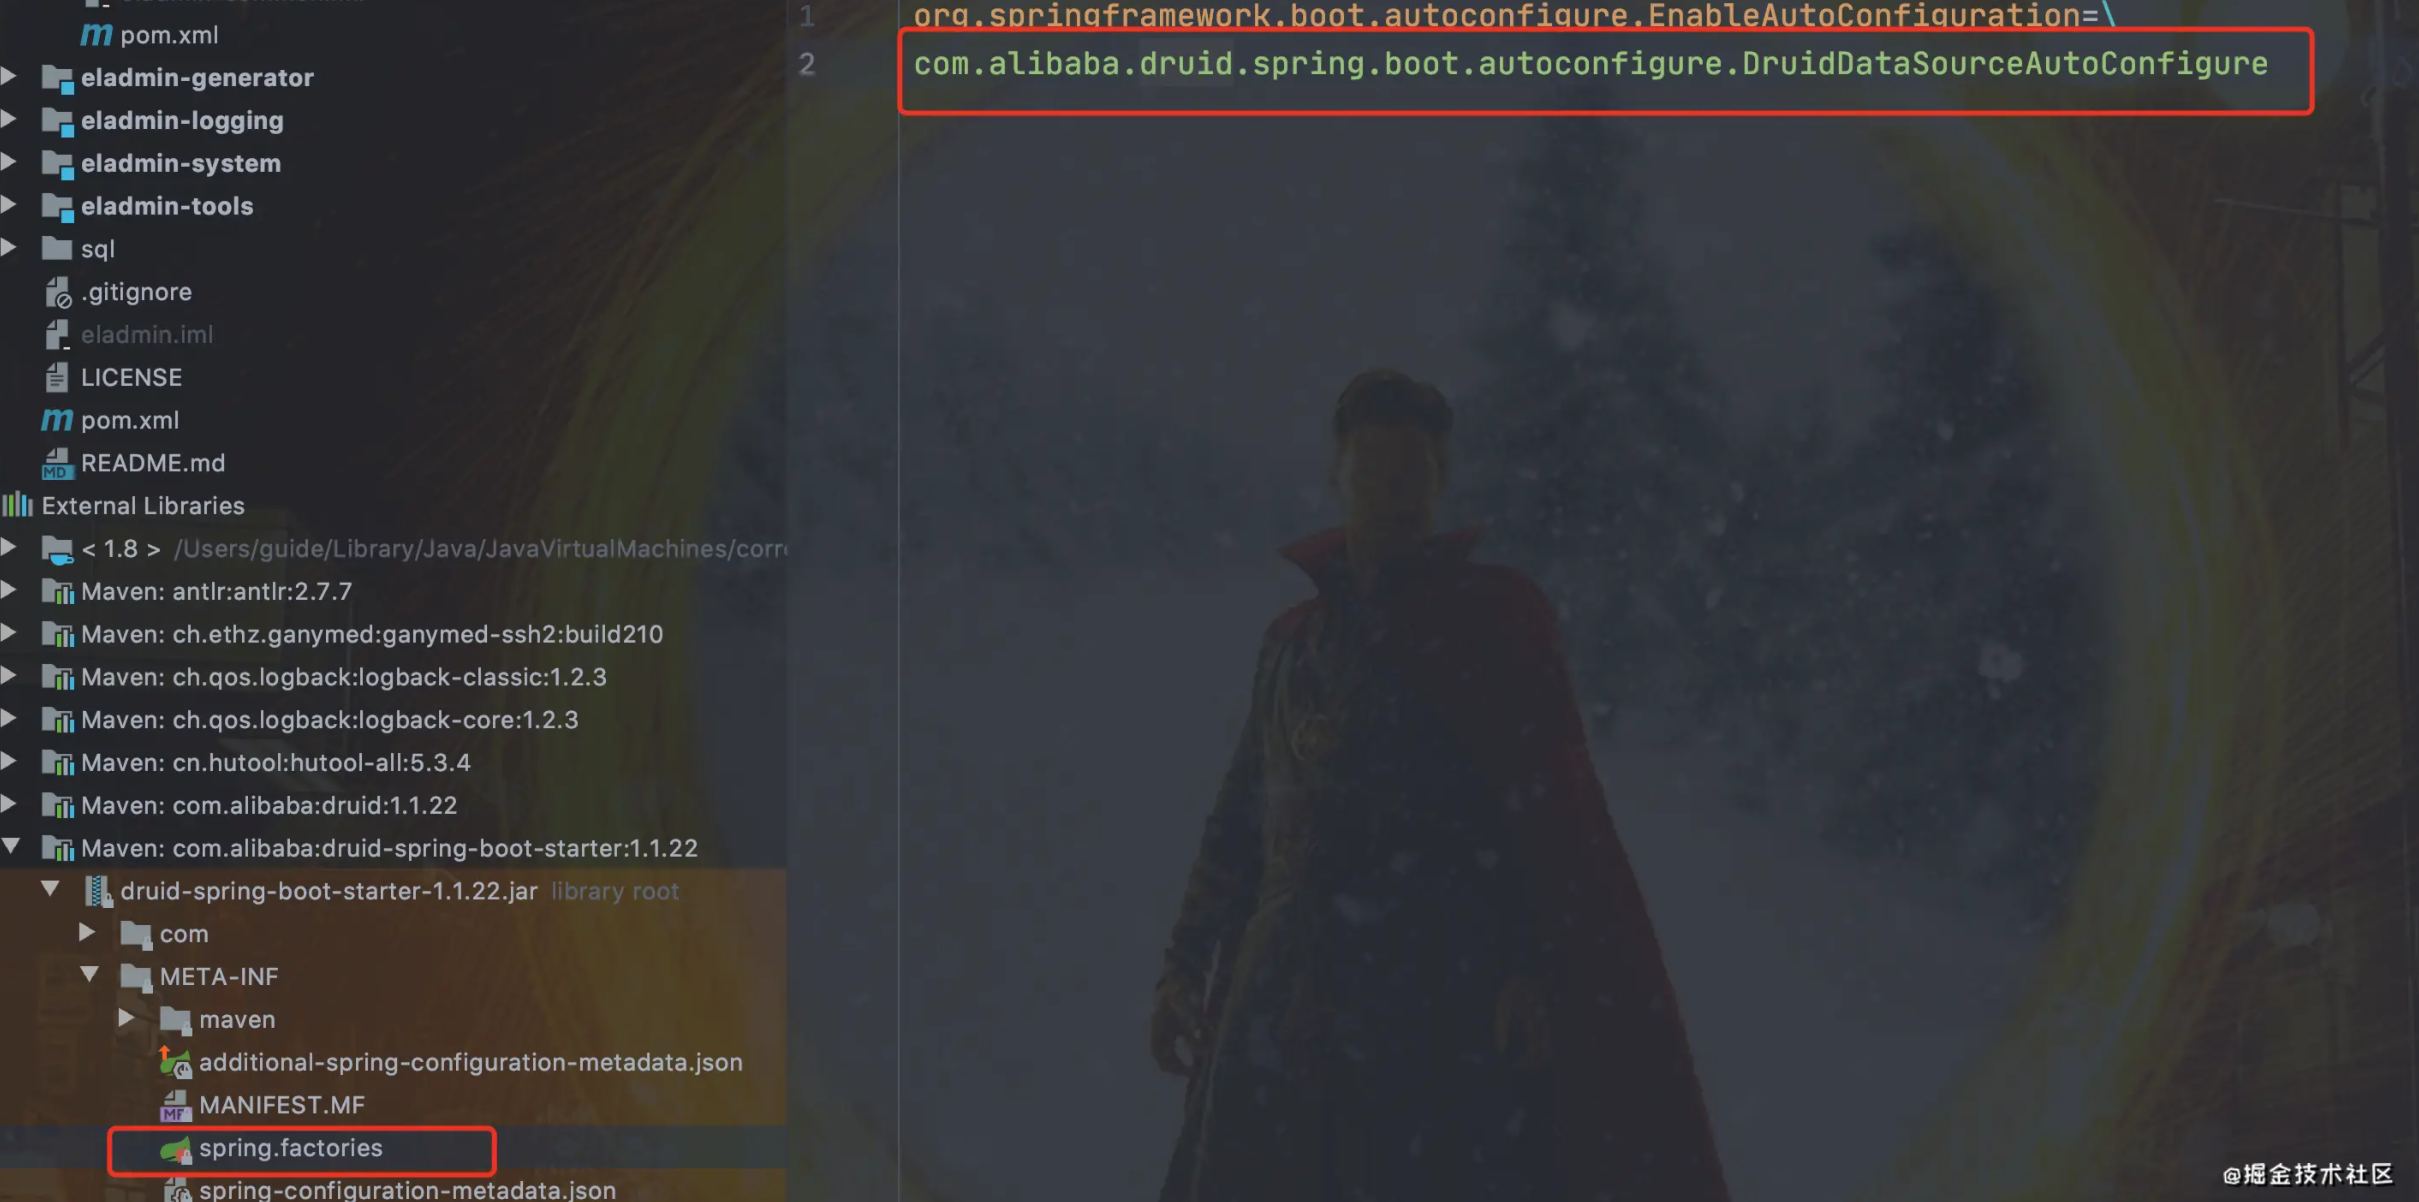 pom.xml
eladmin-generator
eladmin-logging
eladmin-system
eladmin-tools
sql
.gitignore
eladmin.iml
LICENSE
pom.xml
README.md
External Libraries
< 1.8 > /Users/guide/Library/Java/JavaVirtualMachines/corr
Maven: antlr:antlr:2.7.7
Maven: ch.ethz.ganymed:ganymed-ssh2:build210
Maven: ch.qos.logback:logback-classic:1.2.3
Maven: ch.qos.logback:logback-core:1.2.3
Maven: cn.hutool:hutool-all:5.3.4
Maven: com.alibaba:druid:1.1.22
Maven: com.alibaba:druid-spring-boot-starter:1.1.22
druid-spring-boot-starter-1.1.22.jar library root
com
META-INF
maven
additional-spring-configuration-metadata.json
MANIFEST.MF
spring.factories
spring-configuration-metadata.json
1 org.springframework.boot.autoconfigure.EnableAutoConfiguration=\
2 com.alibaba.druid.spring.boot.autoconfigure.DruidDataSourceAutoConfigure
@掘金技术社区